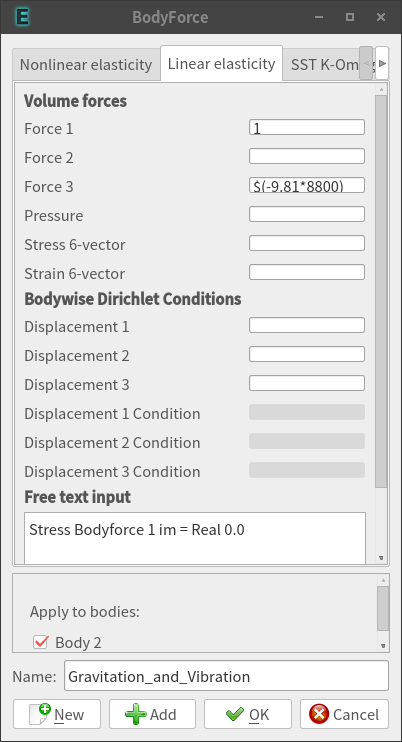 BodyForce
Nonlinear elasticity
Linear elasticity
SST K-Om
Volume forces
Force 1
1
Force 2
Force 3
$(-9.81*8800)
Pressure
Stress 6-vector
Strain 6-vector
Bodywise Dirichlet Conditions
Displacement 1
Displacement 2
Displacement 3
Displacement 1 Condition
Displacement 2 Condition
Displacement 3 Condition
Free text input
Stress Bodyforce 1 im = Real 0.0
Apply to bodies:
Body 2
Name:
Gravitation_and_Vibration
New
Add
OK
Cancel